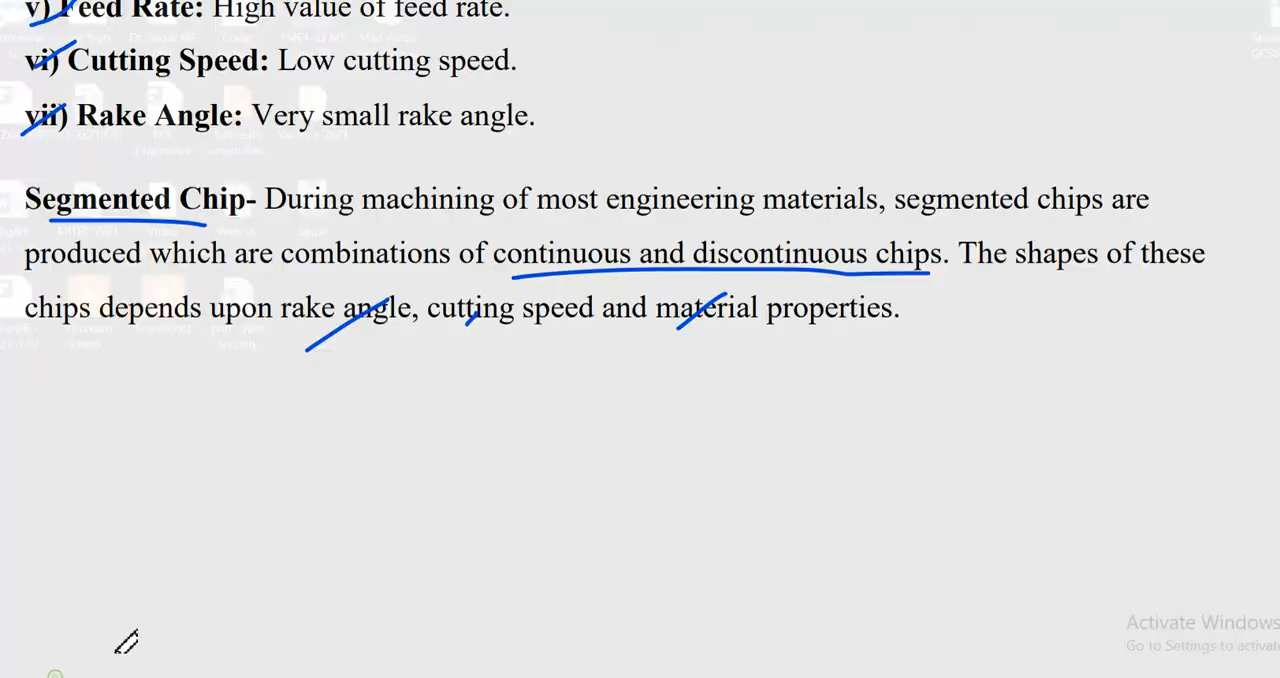 v) Feed Rate: High value of feed rate.
vi) Cutting Speed: Low cutting speed.
vii) Rake Angle: Very small rake angle.
Segmented Chip- During machining of most engineering materials, segmented chips are
produced which are combinations of continuous and discontinuous chips. The shapes of these
chips depends upon rake angle, cutting speed and material properties.
Activate Windows
Go to Settings to activat